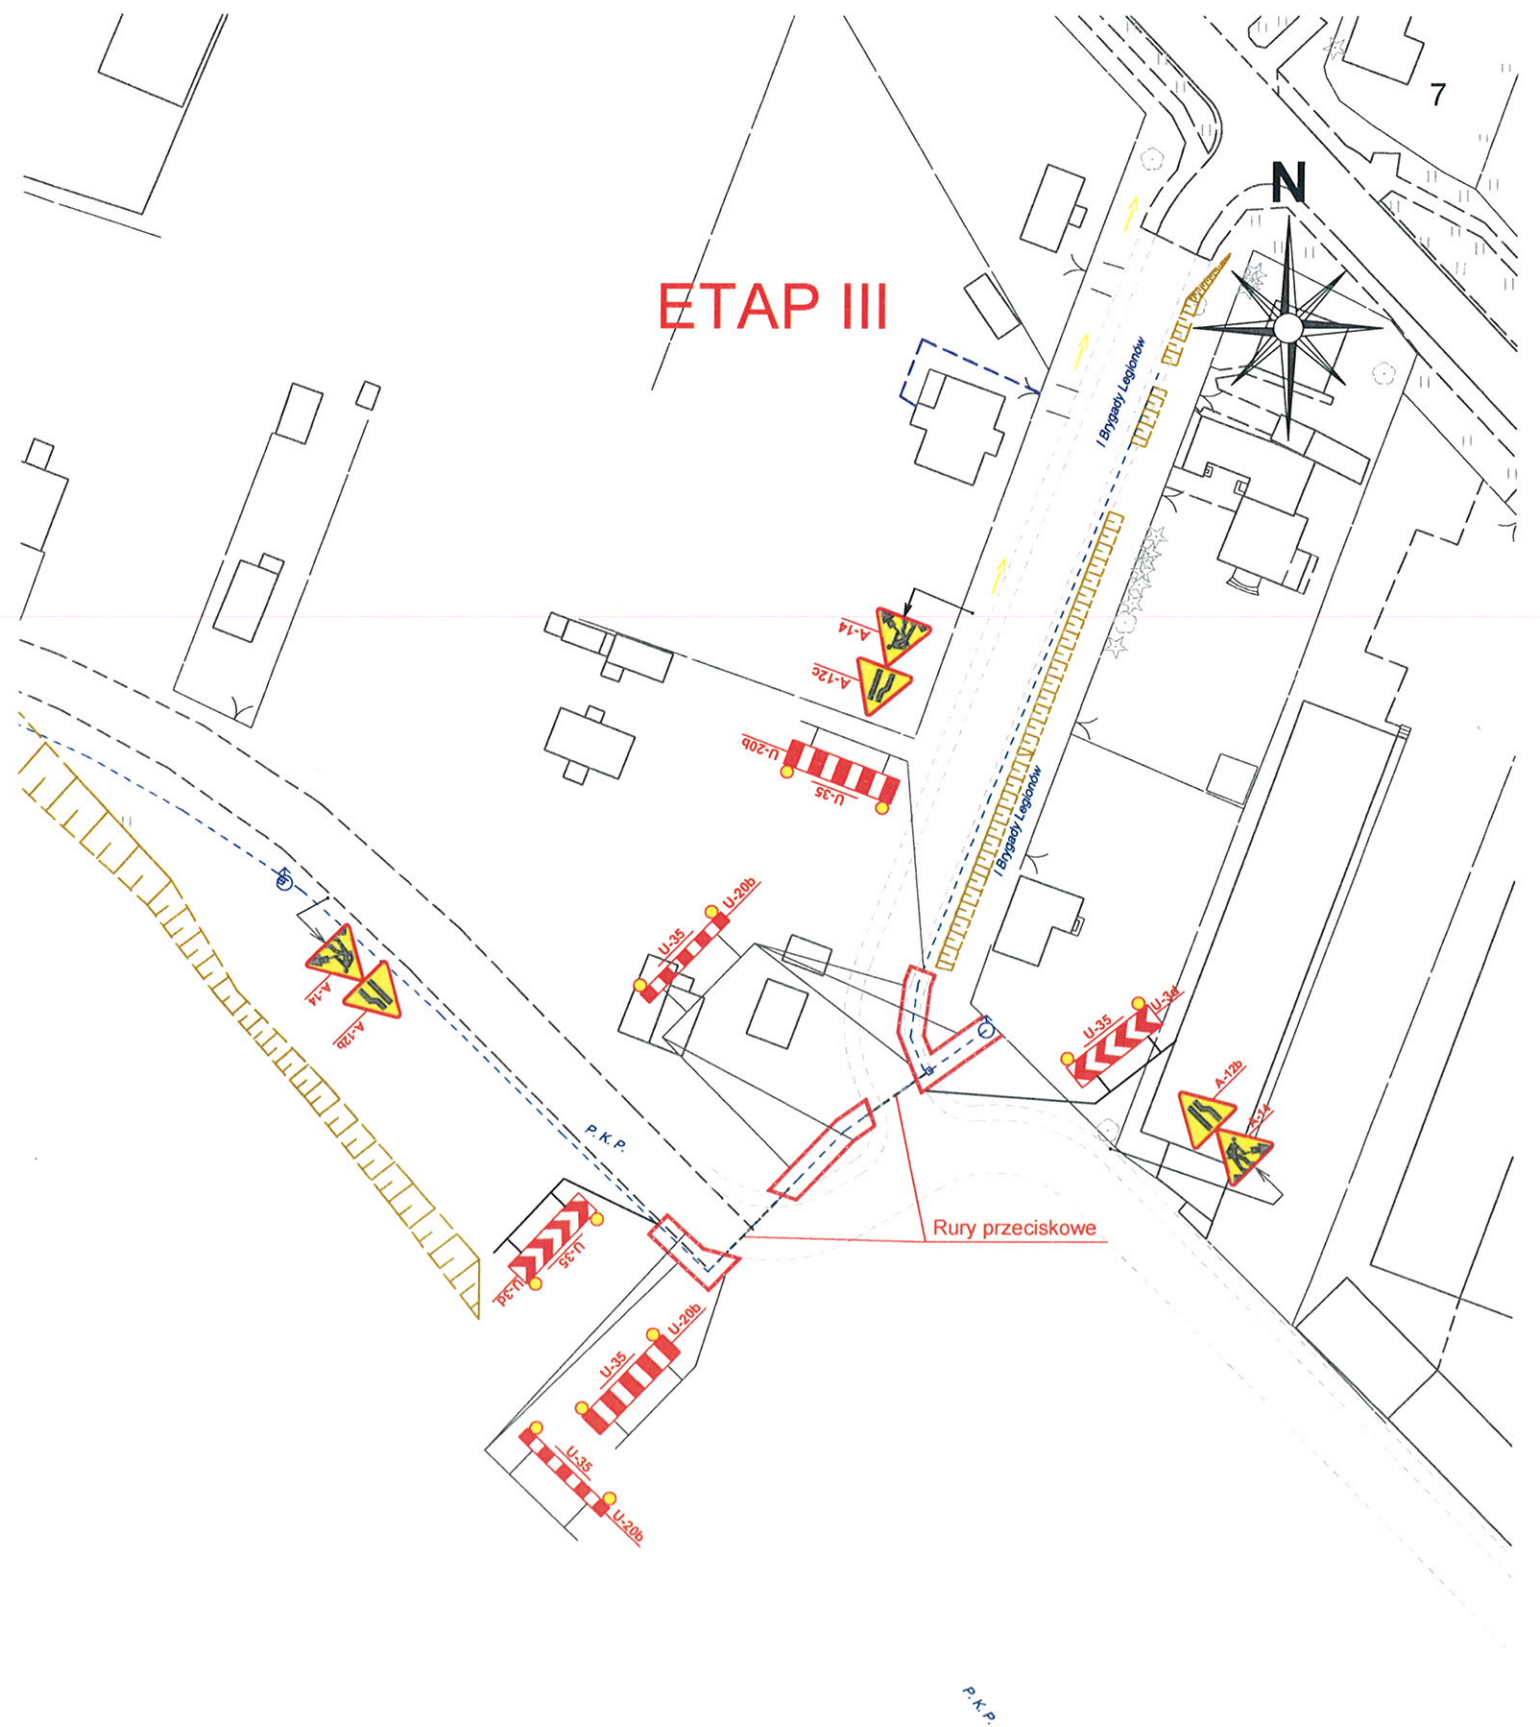 7
N
ETAP III
I Brygady Legionów
A-14
A-12c
U-20b
U-35
I Brygady Legionów
U-20b
U-35
A-14
A-12b
U-3d
U-35
A-12b
A-14
P.K.P.
Rury przeciskowe
U-35
U-3d
U-20b
U-35
U-35
U-20b
P.K.P.